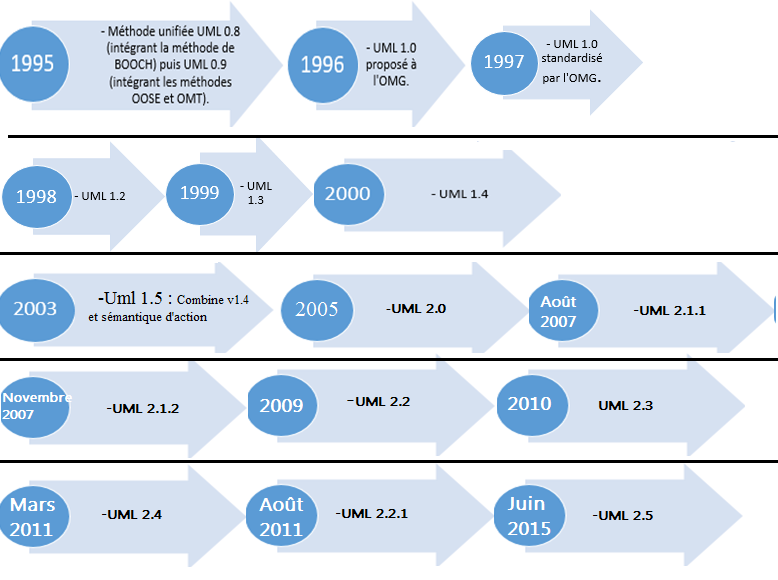 1995
- Méthode unifiée UML 0.8
(intégrant la méthode de
BOOCH) puis UML 0.9
(intégrant les méthodes
OOSE et OMT).
1996
- UML 1.0
proposé à
l'OMG.
1997
- UML 1.0
standardisé
par l'OMG.
1998
- UML 1.2
1999
- UML
1.3
2000
- UML 1.4
2003
-Uml 1.5 : Combine v1.4
et sémantique d'action
2005
-UML 2.0
Août
2007
-UML 2.1.1
Novembre
2007
-UML 2.1.2
2009
-UML 2.2
2010
UML 2.3
Mars
2011
-UML 2.4
Août
2011
-UML 2.2.1
Juin
2015
-UML 2.5